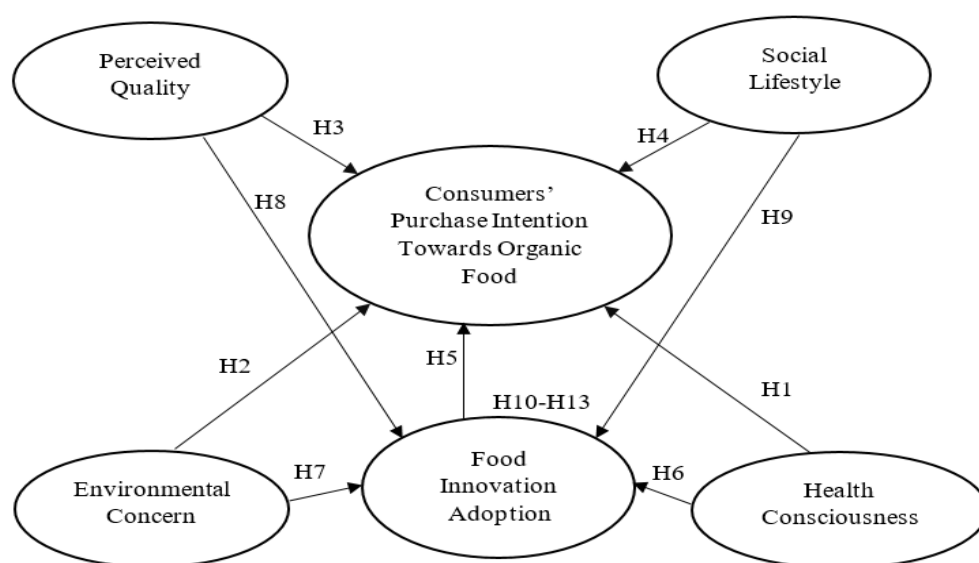 Perceived
Quality
Social
Lifestyle
H3
H4
Consumers’
Purchase Intention
Towards Organic
Food
H8
H9
H2
H5
H1
H10-H13
Environmental
Concern
H7
Food
Innovation
Adoption
H6
Health
Consciousness